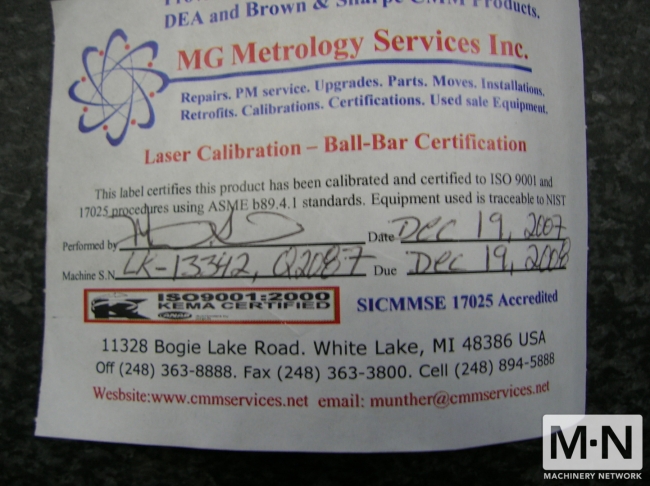 DEA and Brown & Sharpe CMM Products.
MG Metrology Services Inc.
Repairs. PM service. Upgrades. Parts. Moves. Installations.
Retrofits. Calibrations. Certifications. Used sale Equipment.
Laser Calibration – Ball-Bar Certification
This label certifies this product has been calibrated and certified to ISO 9001 and
17025 procedures using ASME b89.4.1 standards. Equipment used is traceable to NIST
Performed by Date Dec 19, 2007
Machine S.N. LK-13342, Q2087 Due Dec 19, 2008
ISO9001:2000
KEMA CERTIFIED
SICMMSE 17025 Accredited
11328 Bogie Lake Road. White Lake, MI 48386 USA
Off (248) 363-8888. Fax (248) 363-3800. Cell (248) 894-5888
Wesbsite:www.cmmservices.net email: munther@cmmservices.net
M·N
MACHINERY NETWORK